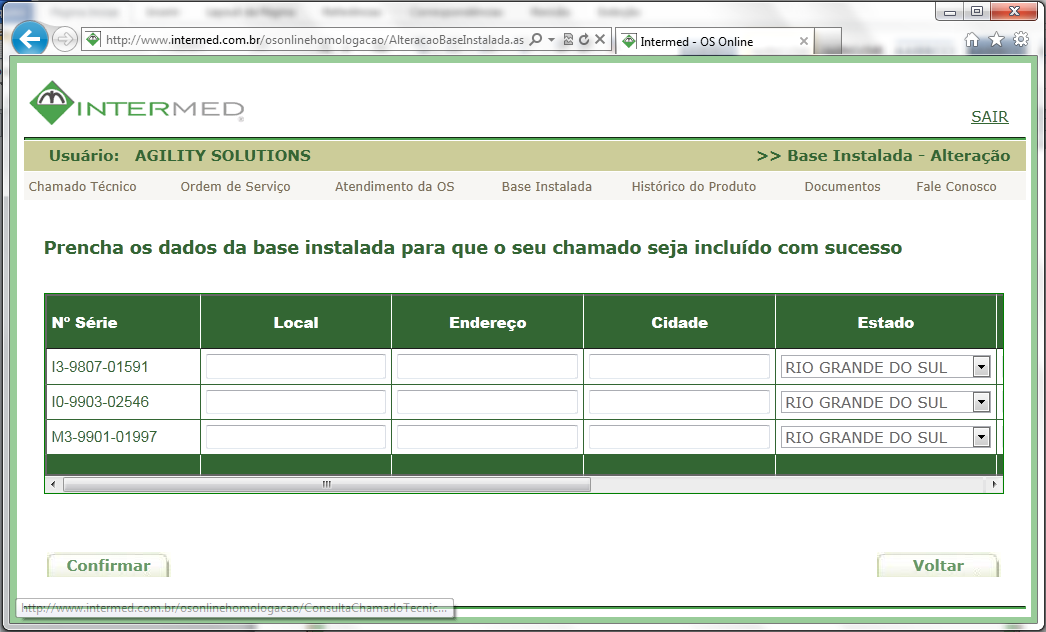 http://www.intermed.com.br/osonlinehomologacao/AlteracaoBaseInstalada.as
Intermed - OS Online
INTERMED
SAIR
Usuário: AGILITY SOLUTIONS >> Base Instalada - Alteração
Chamado Técnico Ordem de Serviço Atendimento da OS Base Instalada Histórico do Produto Documentos Fale Conosco
Prencha os dados da base instalada para que o seu chamado seja incluído com sucesso
Nº Série Local Endereço Cidade Estado
I3-9807-01591 RIO GRANDE DO SUL
I0-9903-02546 RIO GRANDE DO SUL
M3-9901-01997 RIO GRANDE DO SUL
Confirmar Voltar
http://www.intermed.com.br/osonlinehomologacao/ConsultaChamadoTecnic...